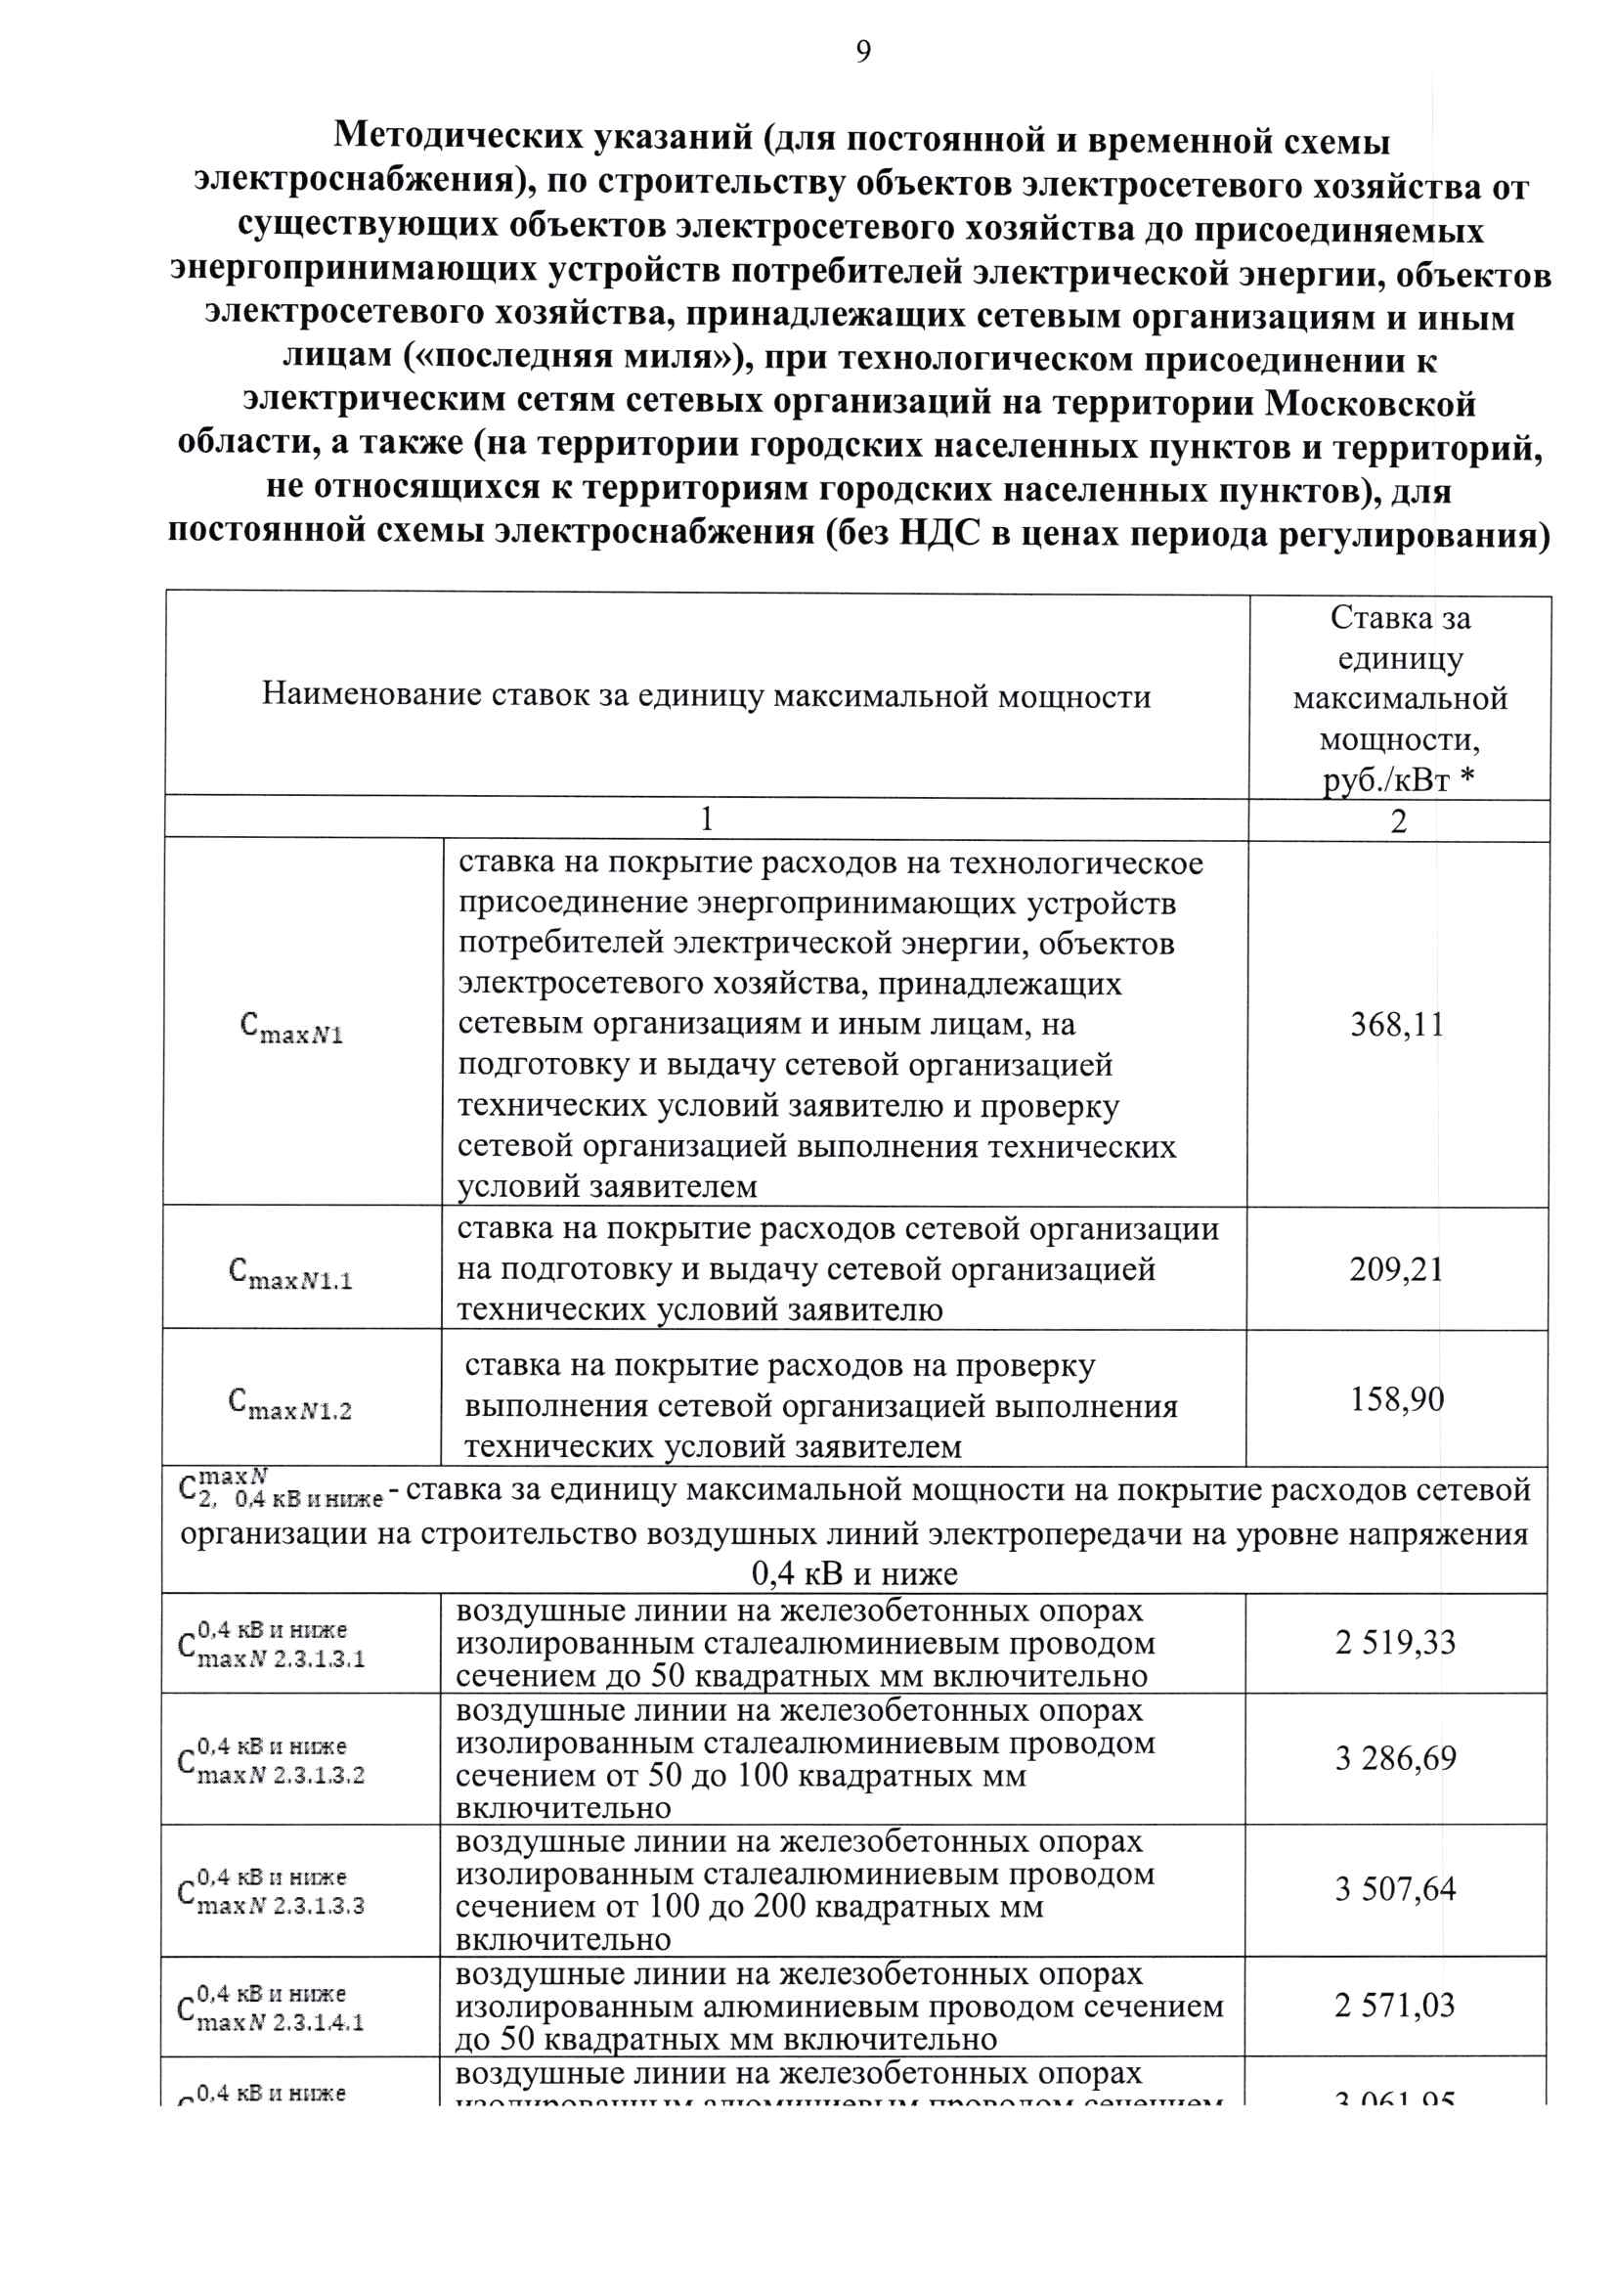 9
Методических указаний (для постоянной и временной схемы
электроснабжения), по строительству объектов электросетевого хозяйства от
существующих объектов электросетевого хозяйства до присоединяемых
энергопринимающих устройств потребителей электрической энергии, объектов
электросетевого хозяйства, принадлежащих сетевым организациям и иным
лицам («последняя миля»), при технологическом присоединении к
электрическим сетям сетевых организаций на территории Московской
области, а также (на территории городских населенных пунктов и территорий,
не относящихся к территориям городских населенных пунктов), для
постоянной схемы электроснабжения (без НДС в ценах периода регулирования)
Наименование ставок за единицу максимальной мощности
Ставка за
единицу
максимальной
мощности,
руб./кВт *
1
2
CmaxN1
ставка на покрытие расходов на технологическое
присоединение энергопринимающих устройств
потребителей электрической энергии, объектов
электросетевого хозяйства, принадлежащих
сетевым организациям и иным лицам, на
подготовку и выдачу сетевой организацией
технических условий заявителю и проверку
сетевой организацией выполнения технических
условий заявителем
368,11
CmaxN1.1
ставка на покрытие расходов сетевой организации
на подготовку и выдачу сетевой организацией
технических условий заявителю
209,21
CmaxN1.2
ставка на покрытие расходов на проверку
выполнения сетевой организацией выполнения
технических условий заявителем
158,90
C maxN 2, 0,4 кВ и ниже - ставка за единицу максимальной мощности на покрытие расходов сетевой
организации на строительство воздушных линий электропередачи на уровне напряжения
0,4 кВ и ниже
C 0,4 кВ и ниже maxN 2.3.1.3.1
воздушные линии на железобетонных опорах
изолированным сталеалюминиевым проводом
сечением до 50 квадратных мм включительно
2 519,33
C 0,4 кВ и ниже maxN 2.3.1.3.2
воздушные линии на железобетонных опорах
изолированным сталеалюминиевым проводом
сечением от 50 до 100 квадратных мм
включительно
3 286,69
C 0,4 кВ и ниже maxN 2.3.1.3.3
воздушные линии на железобетонных опорах
изолированным сталеалюминиевым проводом
сечением от 100 до 200 квадратных мм
включительно
3 507,64
C 0,4 кВ и ниже maxN 2.3.1.4.1
воздушные линии на железобетонных опорах
изолированным алюминиевым проводом сечением
до 50 квадратных мм включительно
2 571,03
C 0,4 кВ и ниже
воздушные линии на железобетонных опорах
изолированным алюминиевым проводом сечением
3 061,95